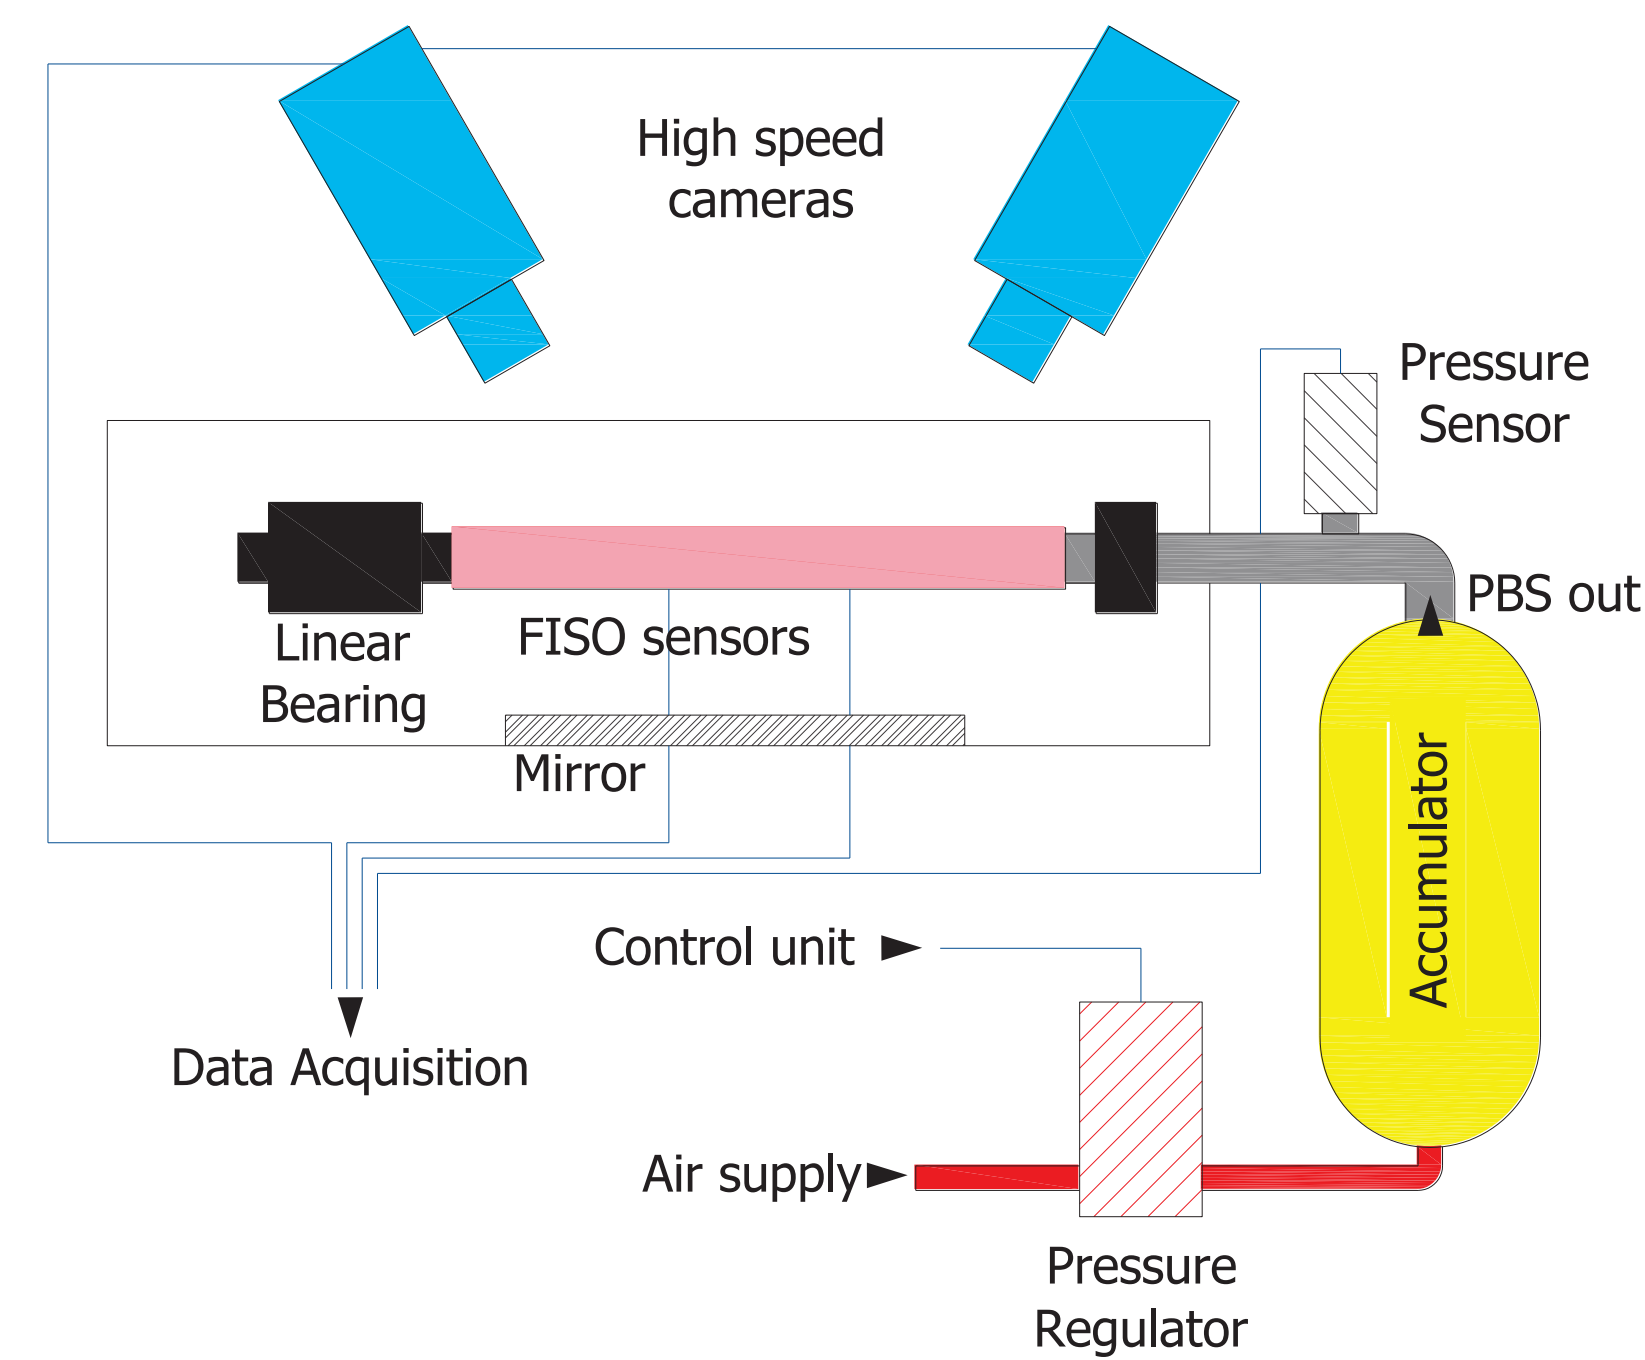 High speed
cameras
Pressure
Sensor
PBS out
Linear
Bearing
FISO sensors
Mirror
Accumulator
Control unit
Data Acquisition
Air supply
Pressure
Regulator